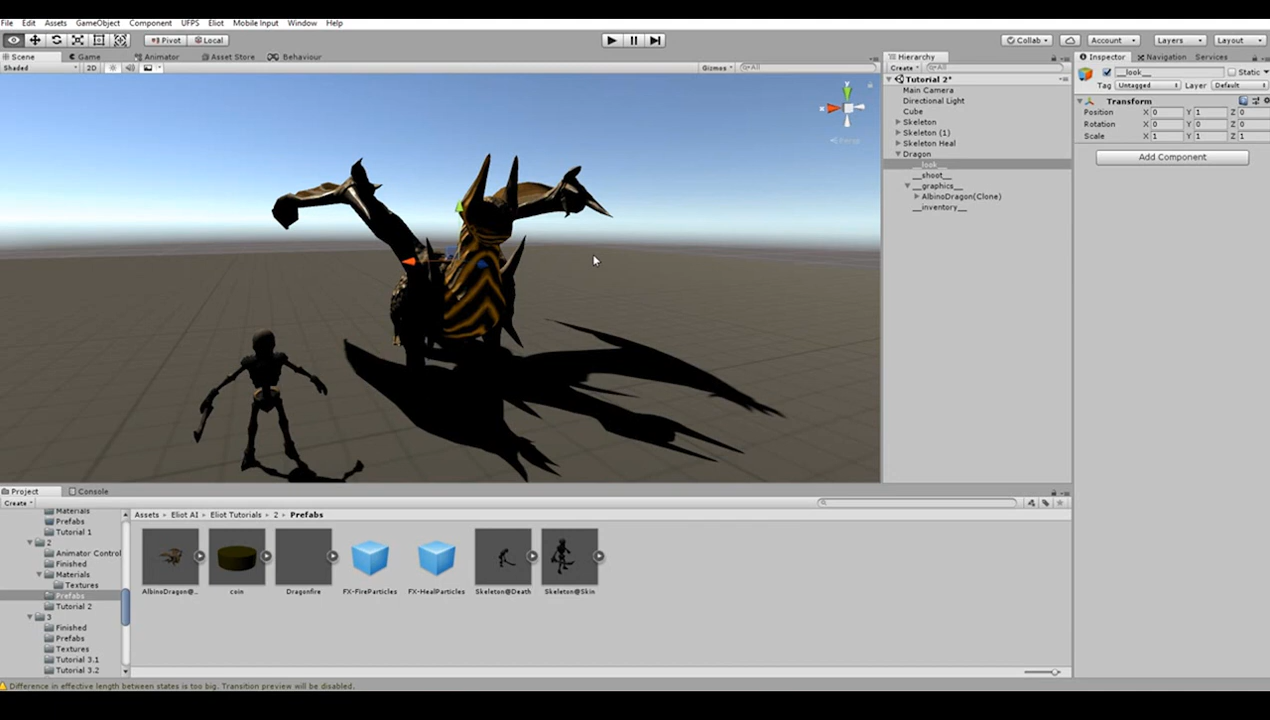 File Edit Assets GameObject Component UFPS Eliot Mobile Input Window Help
Pivot Local Collab Account Layers Layout
Scene Game Animator Asset Store Behaviour
Shaded 2D Gizmos All
Persp
Hierarchy
Create All
Tutorial 2*
Main Camera
Directional Light
Cube
Skeleton
Skeleton (1)
Skeleton Heal
Dragon
__look__
__shoot__
__graphics__
AlbinoDragon(Clone)
__inventory__
Inspector Navigation Services
__look__ Static
Tag Untagged Layer Default
Transform
Position X 0 Y 1 Z 0
Rotation X 0 Y 0 Z 0
Scale X 1 Y 1 Z 1
Add Component
Project Console
Create
Materials
Prefabs
Tutorial 1
2
Animator Control
Finished
Materials
Textures
Prefabs
Tutorial 2
3
Finished
Prefabs
Textures
Tutorial 3.1
Tutorial 3.2
Assets Eliot AI Eliot Tutorials 2 Prefabs
AlbinoDragon@... coin Dragonfire FX-FireParticles FX-HealParticles Skeleton@Death Skeleton@Skin
Difference in effective length between states is too big. Transition preview will be disabled.